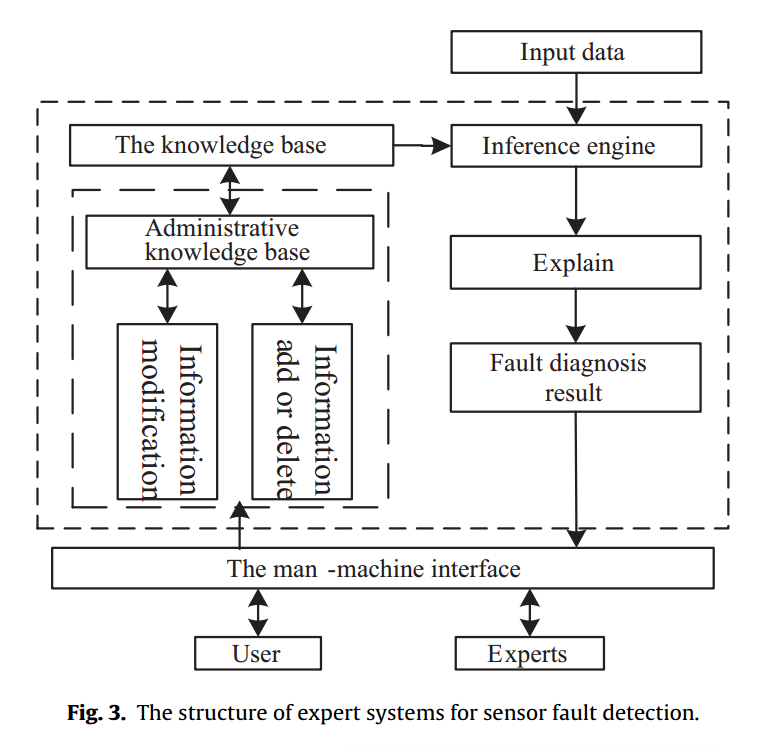 Input data
The knowledge base
Inference engine
Administrative
knowledge base
Explain
Information
modification
Information
add or delete
Fault diagnosis
result
The man -machine interface
User
Experts
Fig. 3. The structure of expert systems for sensor fault detection.